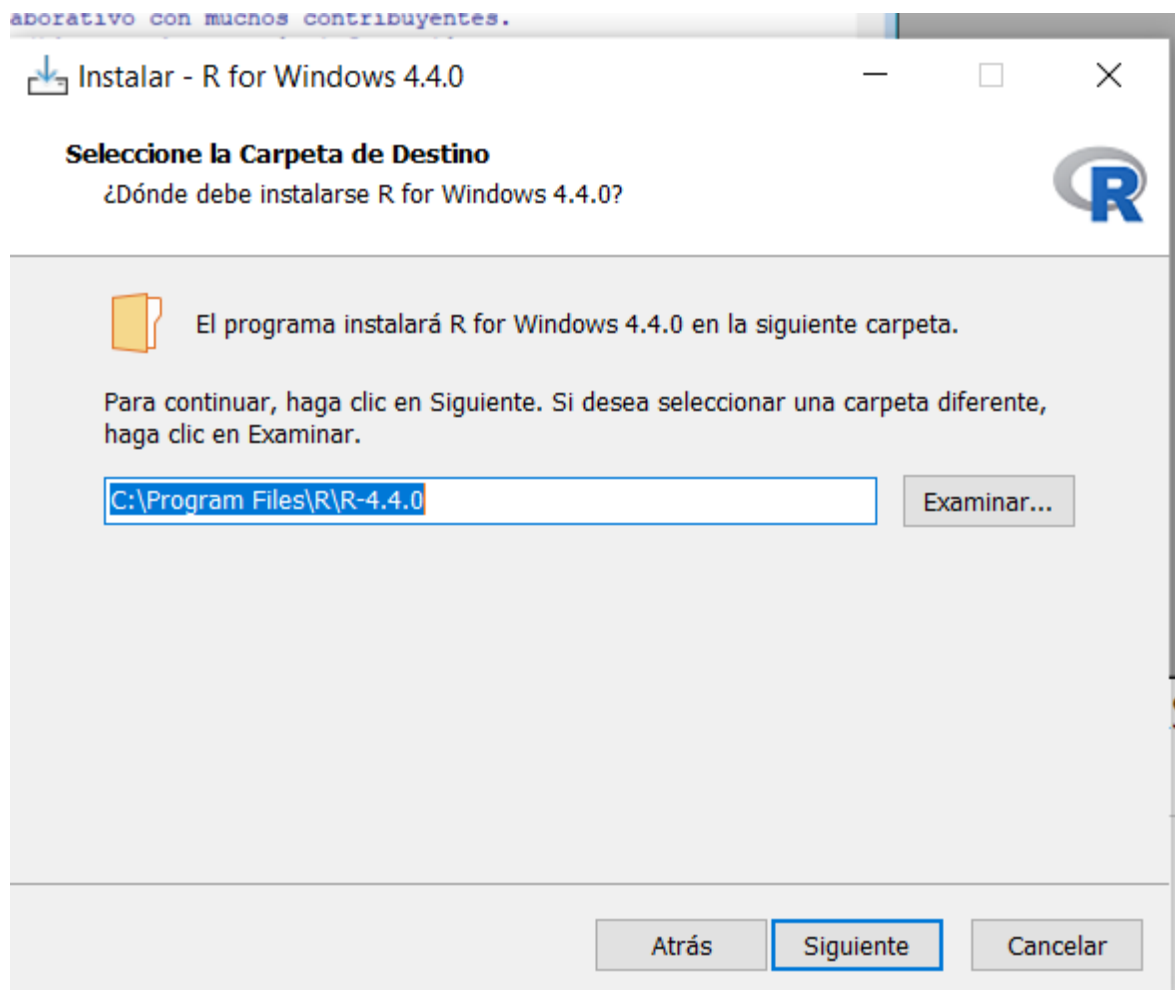 aborativo con muchos contribuyentes.
Instalar - R for Windows 4.4.0
Seleccione la Carpeta de Destino
¿Dónde debe instalarse R for Windows 4.4.0?
R
El programa instalará R for Windows 4.4.0 en la siguiente carpeta.
Para continuar, haga clic en Siguiente. Si desea seleccionar una carpeta diferente,
haga clic en Examinar.
C:\Program Files\R\R-4.4.0
Examinar...
Atrás
Siguiente
Cancelar